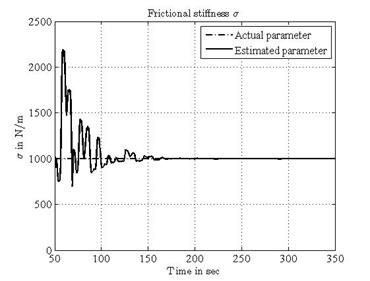 Frictional stiffness σ
2500
2000
1500
1000
500
0
σ in N/m
Actual parameter
Estimated parameter
50
100
150
200
250
300
350
Time in sec